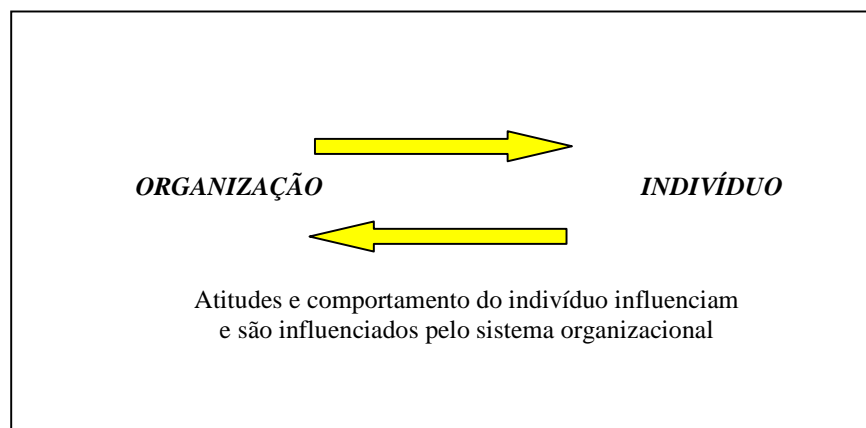 ORGANIZAÇÃO INDIVÍDUO
Atitudes e comportamento do indivíduo influenciam
e são influenciados pelo sistema organizacional